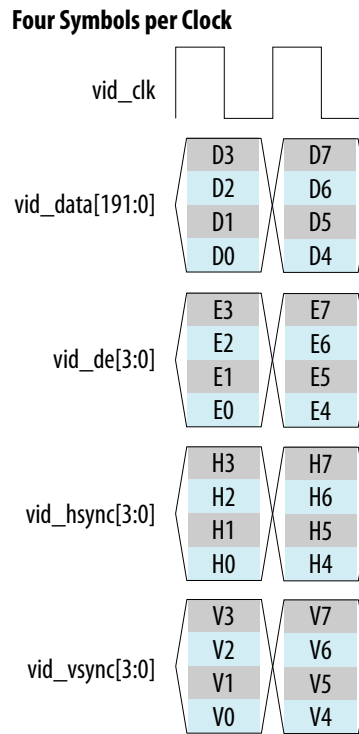 Four Symbols per Clock
vid_clk
vid_data[191:0]
D3 D7
D2 D6
D1 D5
D0 D4
vid_de[3:0]
E3 E7
E2 E6
E1 E5
E0 E4
vid_hsync[3:0]
H3 H7
H2 H6
H1 H5
H0 H4
vid_vsync[3:0]
V3 V7
V2 V6
V1 V5
V0 V4